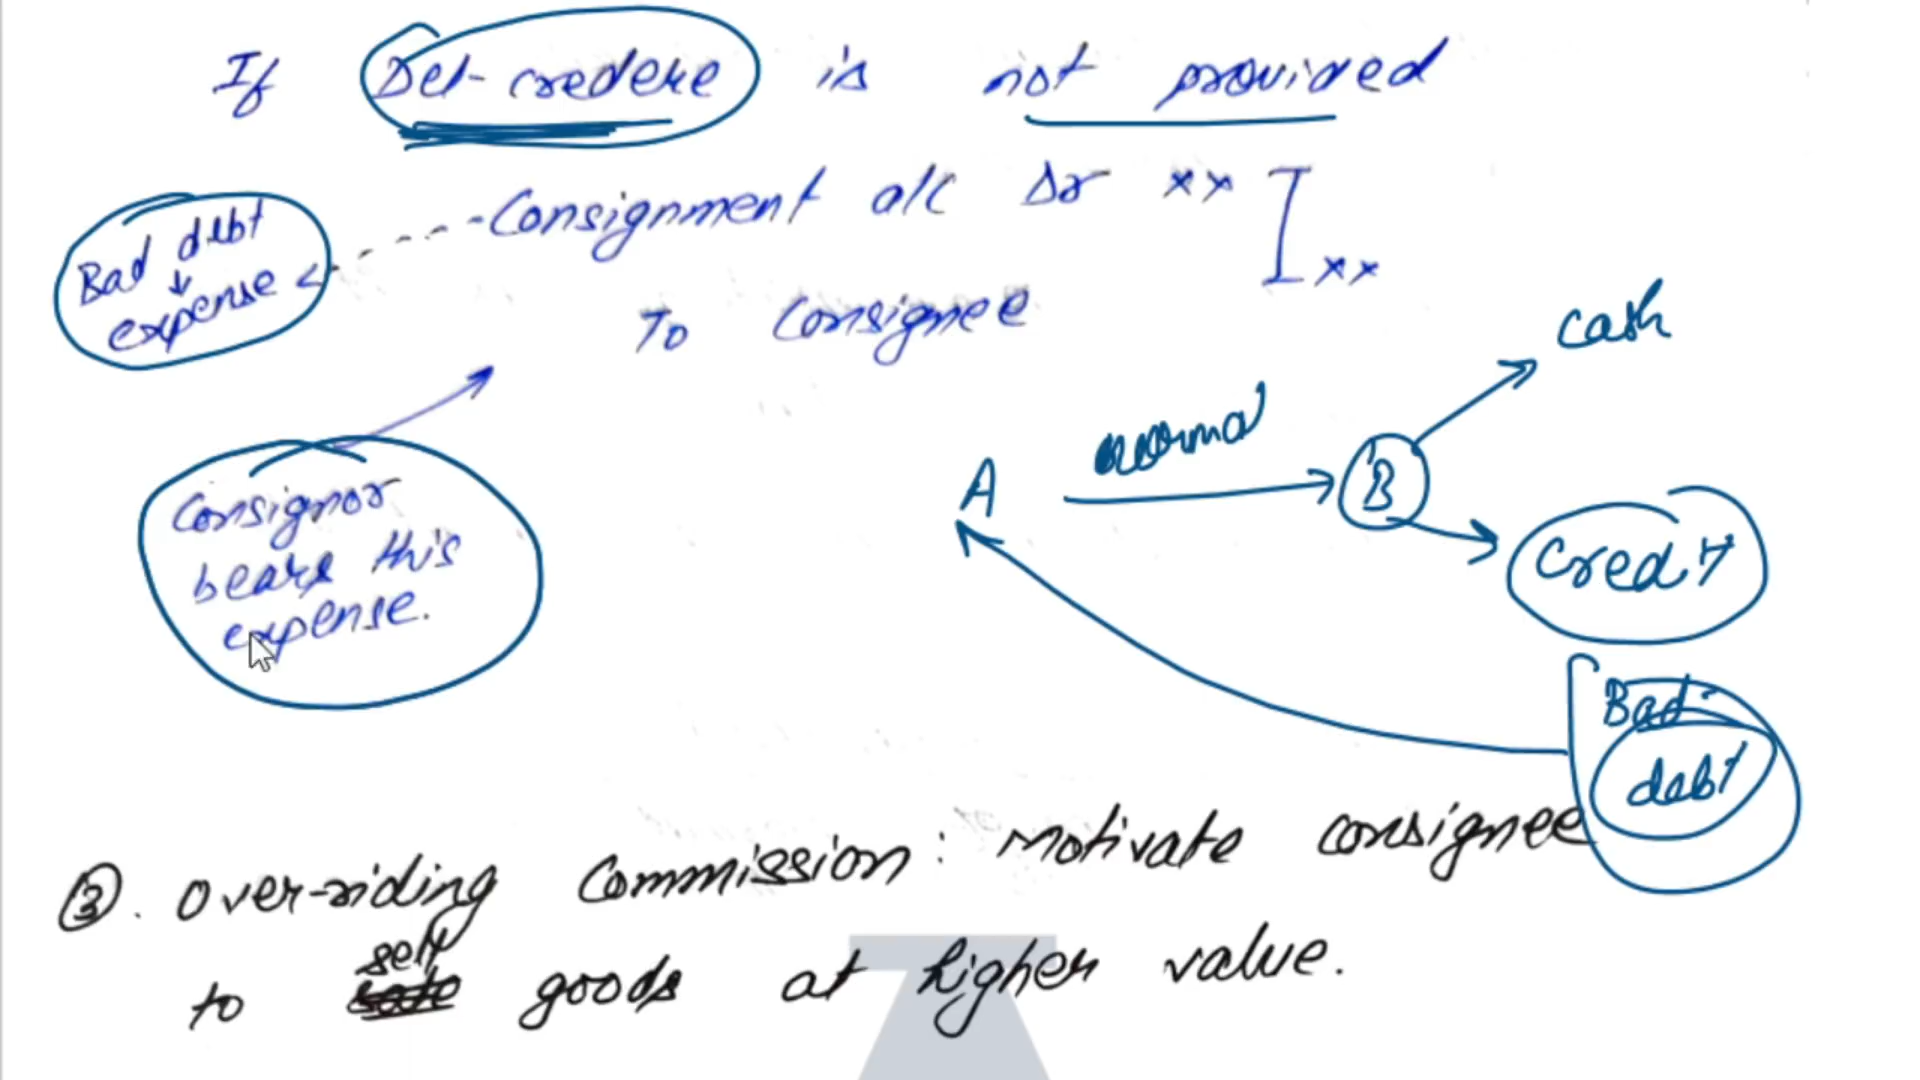 If Del-credere is not provided
Consignment a/c Dr xx
xx
To Consignee
Bad debt
expense
Consignor
bears this
expense.
A normal B
cash
Credit
Bad
debt
③. Over-riding Commission: Motivate consignee
to sell goods at higher value.